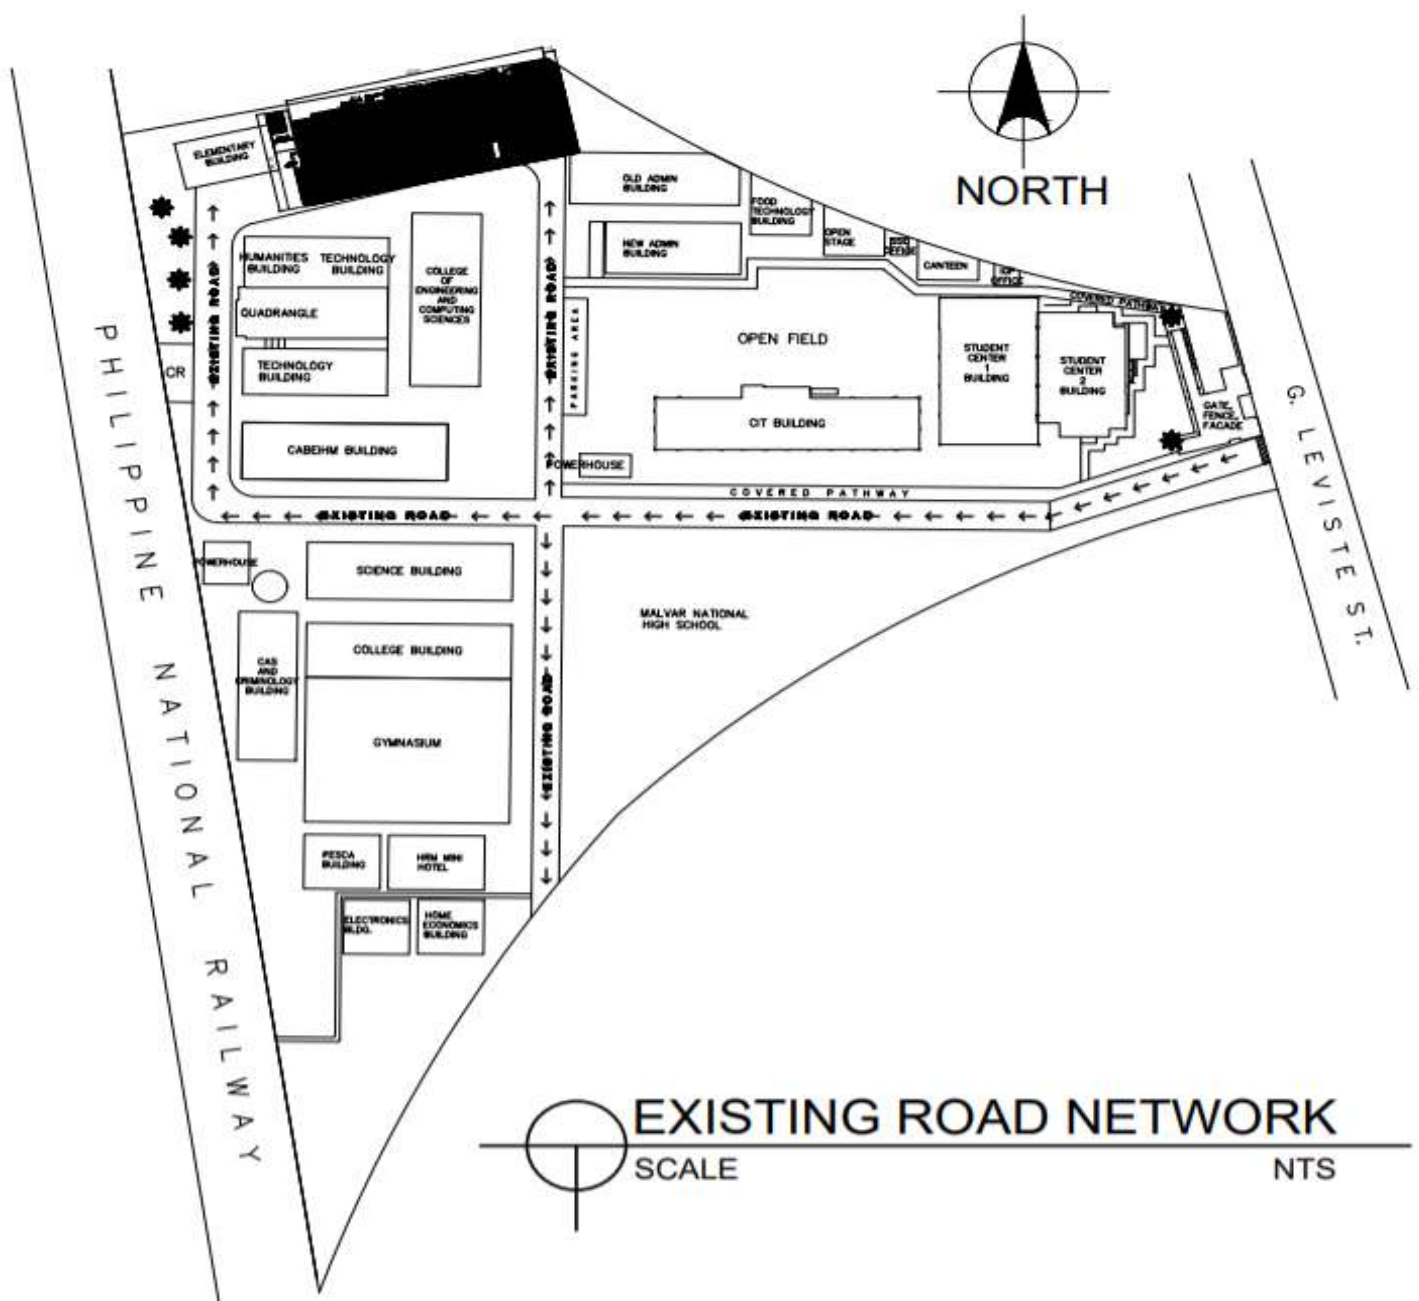 NORTH
ELEMENTARY
BUILDING
OLD ADMIN
BUILDING
FOOD
TECHNOLOGY
BUILDING
NEW ADMIN
BUILDING
OPEN
STAGE
CANTEEN
OFFICE
COVERED PATHWAY
HUMANITIES
BUILDING
TECHNOLOGY
BUILDING
COLLEGE
OF
ENGINEERING
AND
COMPUTING
SCIENCES
EXISTING ROAD
EXISTING ROAD
QUADRANGLE
PARKING AREA
OPEN FIELD
STUDENT
CENTER
1
BUILDING
STUDENT
CENTER
2
BUILDING
TECHNOLOGY
BUILDING
CR
GATE,
FENCE,
FACADE
CIT BUILDING
CABEIHM BUILDING
POWERHOUSE
COVERED PATHWAY
EXISTING ROAD
EXISTING ROAD
PHILIPPINE NATIONAL RAILWAY
G. LEVISTE ST.
POWERHOUSE
SCIENCE BUILDING
MALVAR NATIONAL
HIGH SCHOOL
COLLEGE BUILDING
CAS
AND
CRIMINOLOGY
BUILDING
EXISTING ROAD
GYMNASIUM
BUILDING
HRM MINI
HOTEL
ELECTRONICS
BLDG.
HOME
ECONOMICS
BUILDING
EXISTING ROAD NETWORK
SCALE
NTS